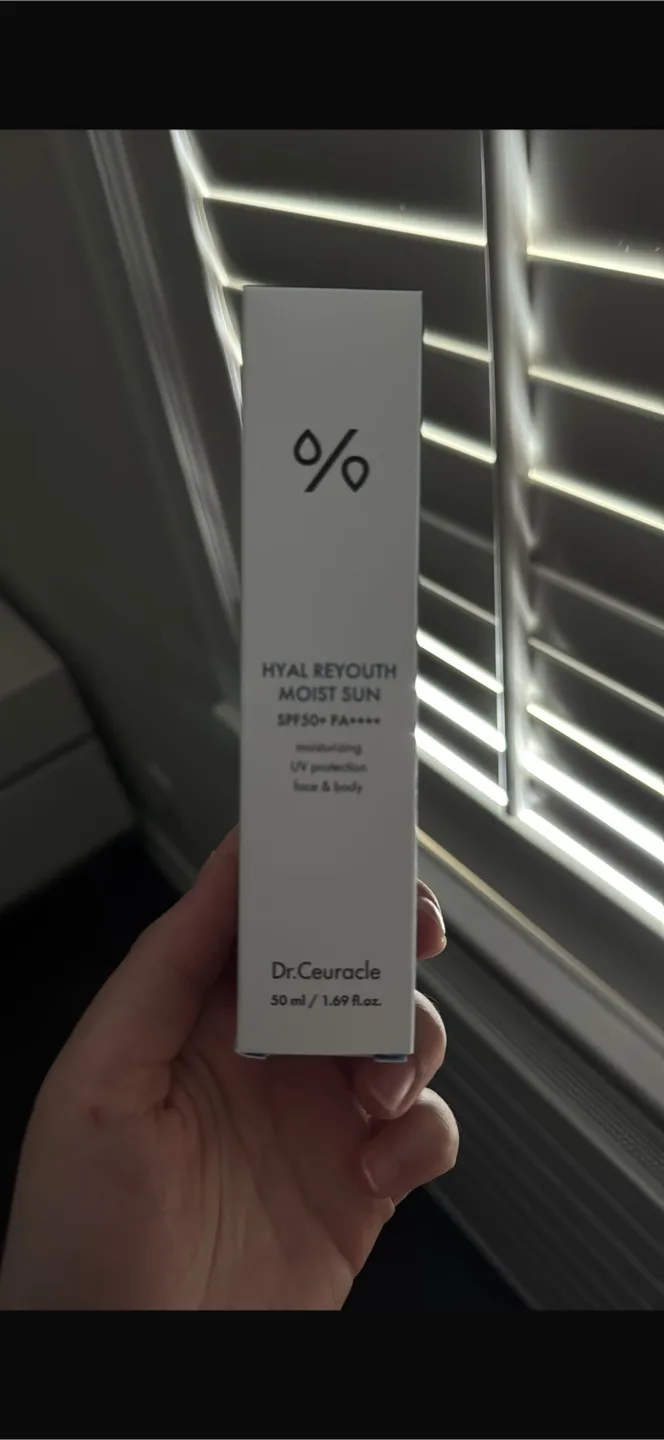 HYAL REYOUTH
MOIST SUN
SPF50+ PA++++
moisturizing
UV protection
face & body
Dr.Ceuracle
50 ml / 1.69 fl.oz.